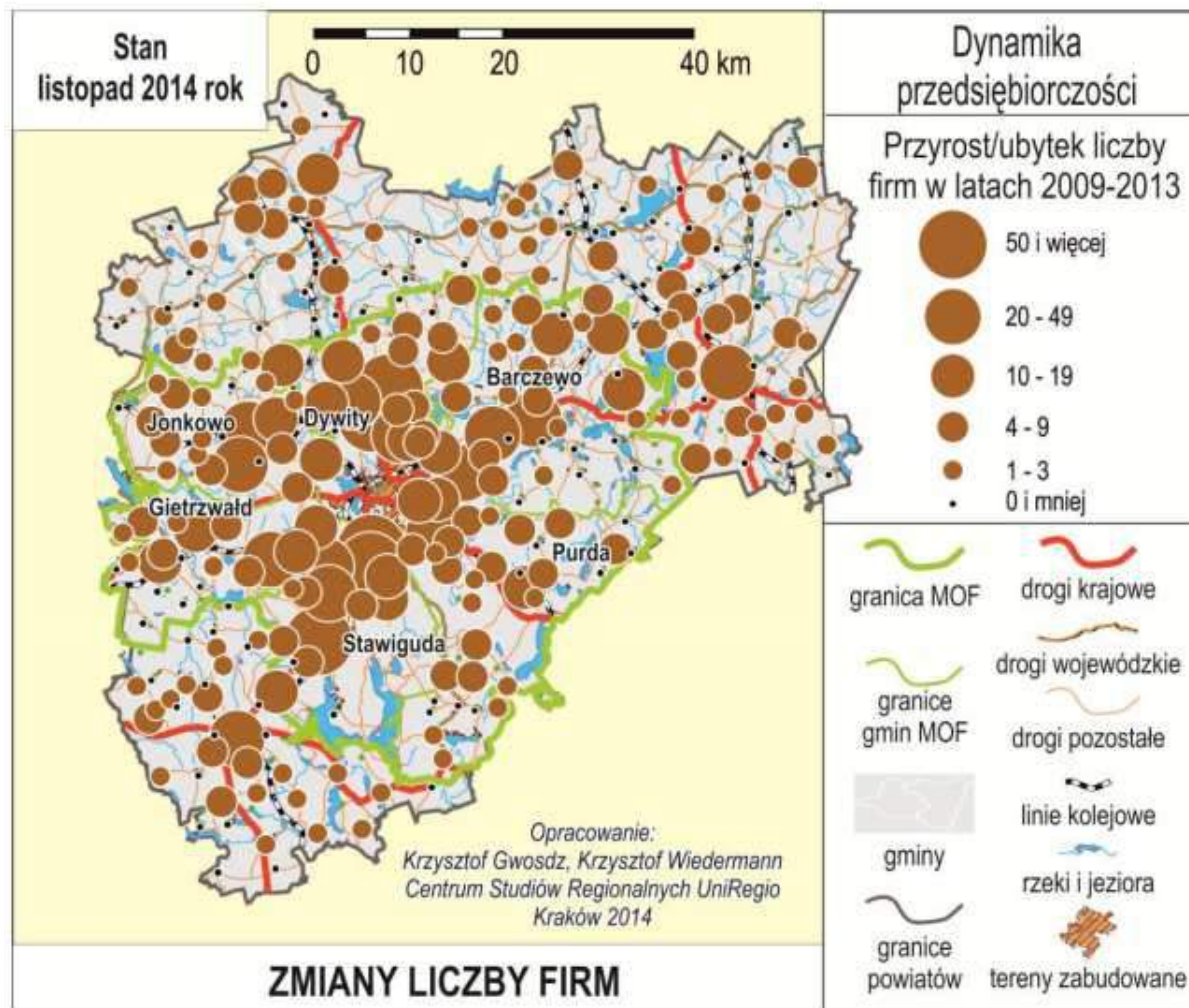 Stan
listopad 2014 rok
0 10 20 40 km
Jonkowo
Dywity
Barczewo
Gietrzwałd
Purda
Stawiguda
Opracowanie:
Krzysztof Gwosdz, Krzysztof Wiedermann
Centrum Studiów Regionalnych UniRegio
Kraków 2014
ZMIANY LICZBY FIRM
Dynamika
przedsiębiorczości
Przyrost/ubytek liczby
firm w latach 2009-2013
50 i więcej
20 - 49
10 - 19
4 - 9
1 - 3
0 i mniej
granica MOF
granice
gmin MOF
gminy
granice
powiatów
drogi krajowe
drogi wojewódzkie
drogi pozostałe
linie kolejowe
rzeki i jeziora
tereny zabudowane